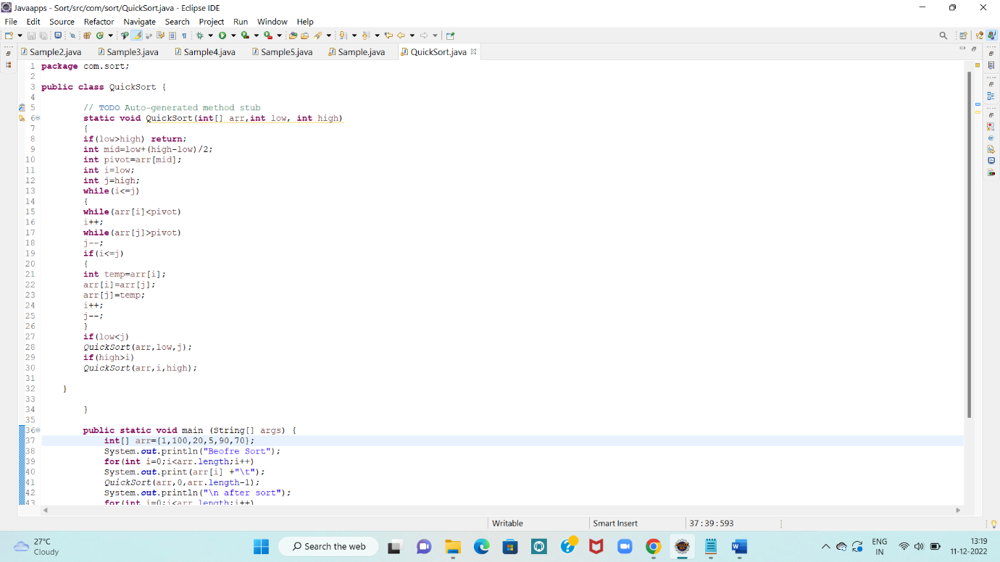 Javaapps - Sort/src/com/sort/QuickSort.java - Eclipse IDE
File Edit Source Refactor Navigate Search Project Run Window Help
Sample2.java Sample3.java Sample4.java Sample5.java Sample.java QuickSort.java
1 package com.sort;
2
3 public class QuickSort {
4
5 // TODO Auto-generated method stub
6 static void QuickSort(int[] arr,int low, int high)
7 {
8 if(low>high) return;
9 int mid=low+(high-low)/2;
10 int pivot=arr[mid];
11 int i=low;
12 int j=high;
13 while(i<=j)
14 {
15 while(arr[i]<pivot)
16 i++;
17 while(arr[j]>pivot)
18 j--;
19 if(i<=j)
20 {
21 int temp=arr[i];
22 arr[i]=arr[j];
23 arr[j]=temp;
24 i++;
25 j--;
26 }
27 if(low<j)
28 QuickSort(arr,low,j);
29 if(high>i)
30 QuickSort(arr,i,high);
31
32 }
33
34 }
35
36 public static void main (String[] args) {
37 int[] arr={1,100,20,5,90,70};
38 System.out.println("Beofre Sort");
39 for(int i=0;i<arr.length;i++)
40 System.out.print(arr[i] +"\t");
41 QuickSort(arr,0,arr.length-1);
42 System.out.println("\n after sort");
43 for(int i=0;i<arr.length;i++)
Writable Smart Insert 37 : 39 : 593
27°C
Cloudy
Search the web
ENG
IN
13:19
11-12-2022